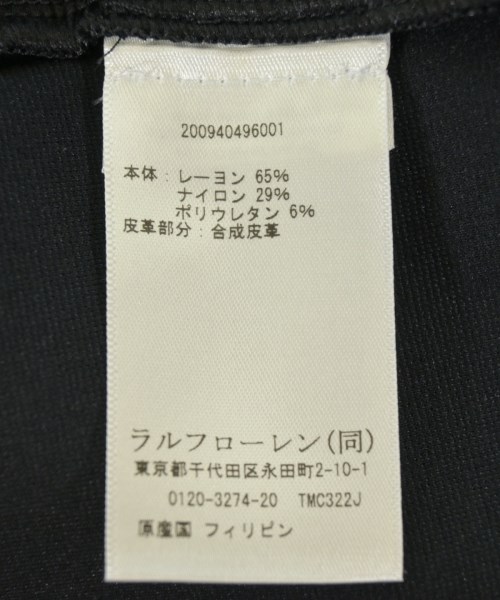 200940496001
本体：レーヨン 65%
ナイロン 29%
ポリウレタン 6%
皮革部分：合成皮革
ラルフローレン(同)
東京都千代田区永田町2-10-1
0120-3274-20 TMC322J
原産国 フィリピン